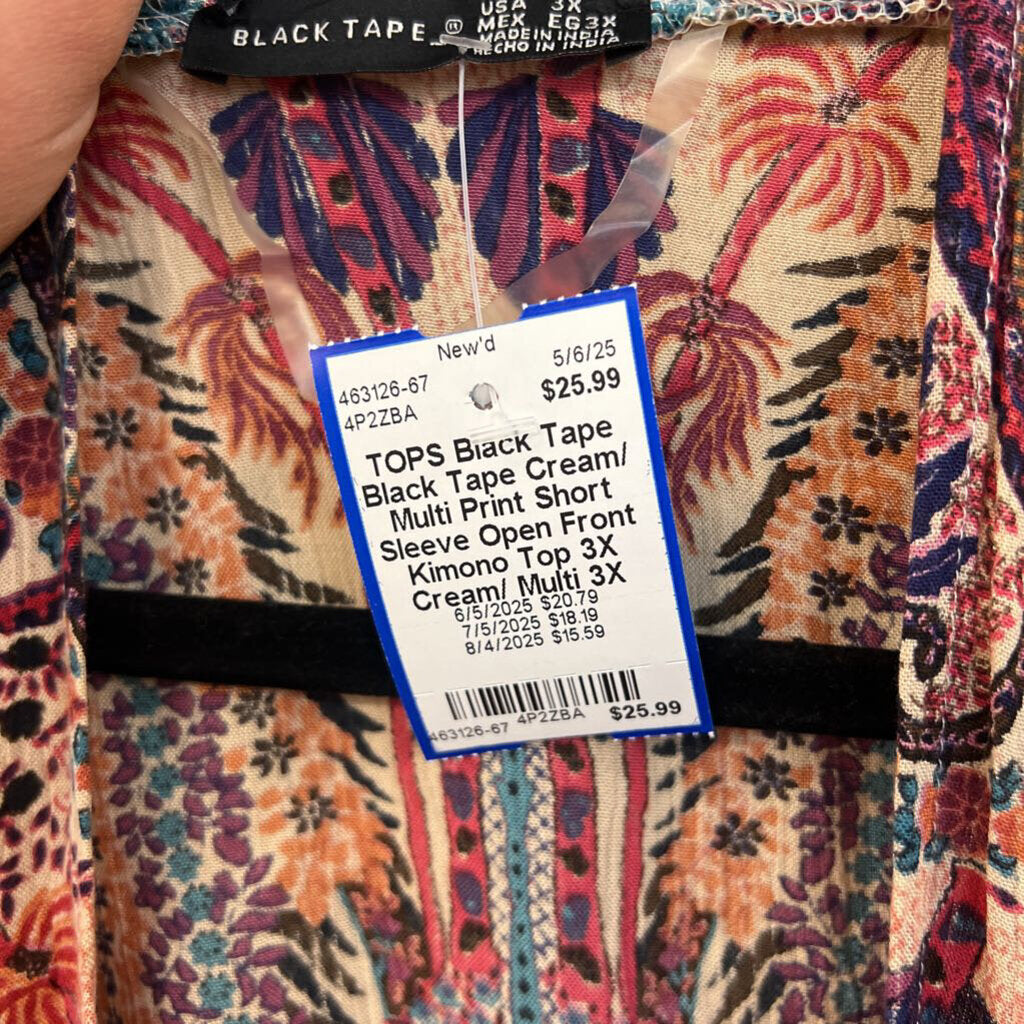 BLACK TAPE
USA 3X
MEX EG3X
MADE IN INDIA
HECHO IN INDIA
New'd
463126-67
5/6/25
4P2ZBA
$25.99
TOPS Black Tape
Black Tape Cream/
Multi Print Short
Sleeve Open Front
Kimono Top 3X
Cream/ Multi 3X
6/5/2025 $20.79
7/5/2025 $18.19
8/4/2025 $15.59
463126-67 4P2ZBA $25.99